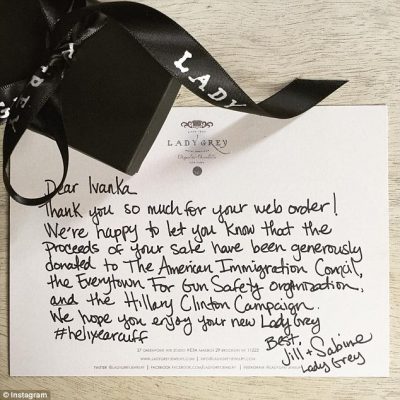 LADY
LADY GREY
Dear Ivanka
Thank you so much for your web order!
We're happy to let you know that the
proceeds of your sale have been generously
donated to The American Immigration Council,
the Everytown For Gun Safety organization,
and the Hillary Clinton Campaign.
We hope you enjoy your new Lady Grey
#helixearcuff
Best,
Jill + Sabine
Lady Grey
© Instagram